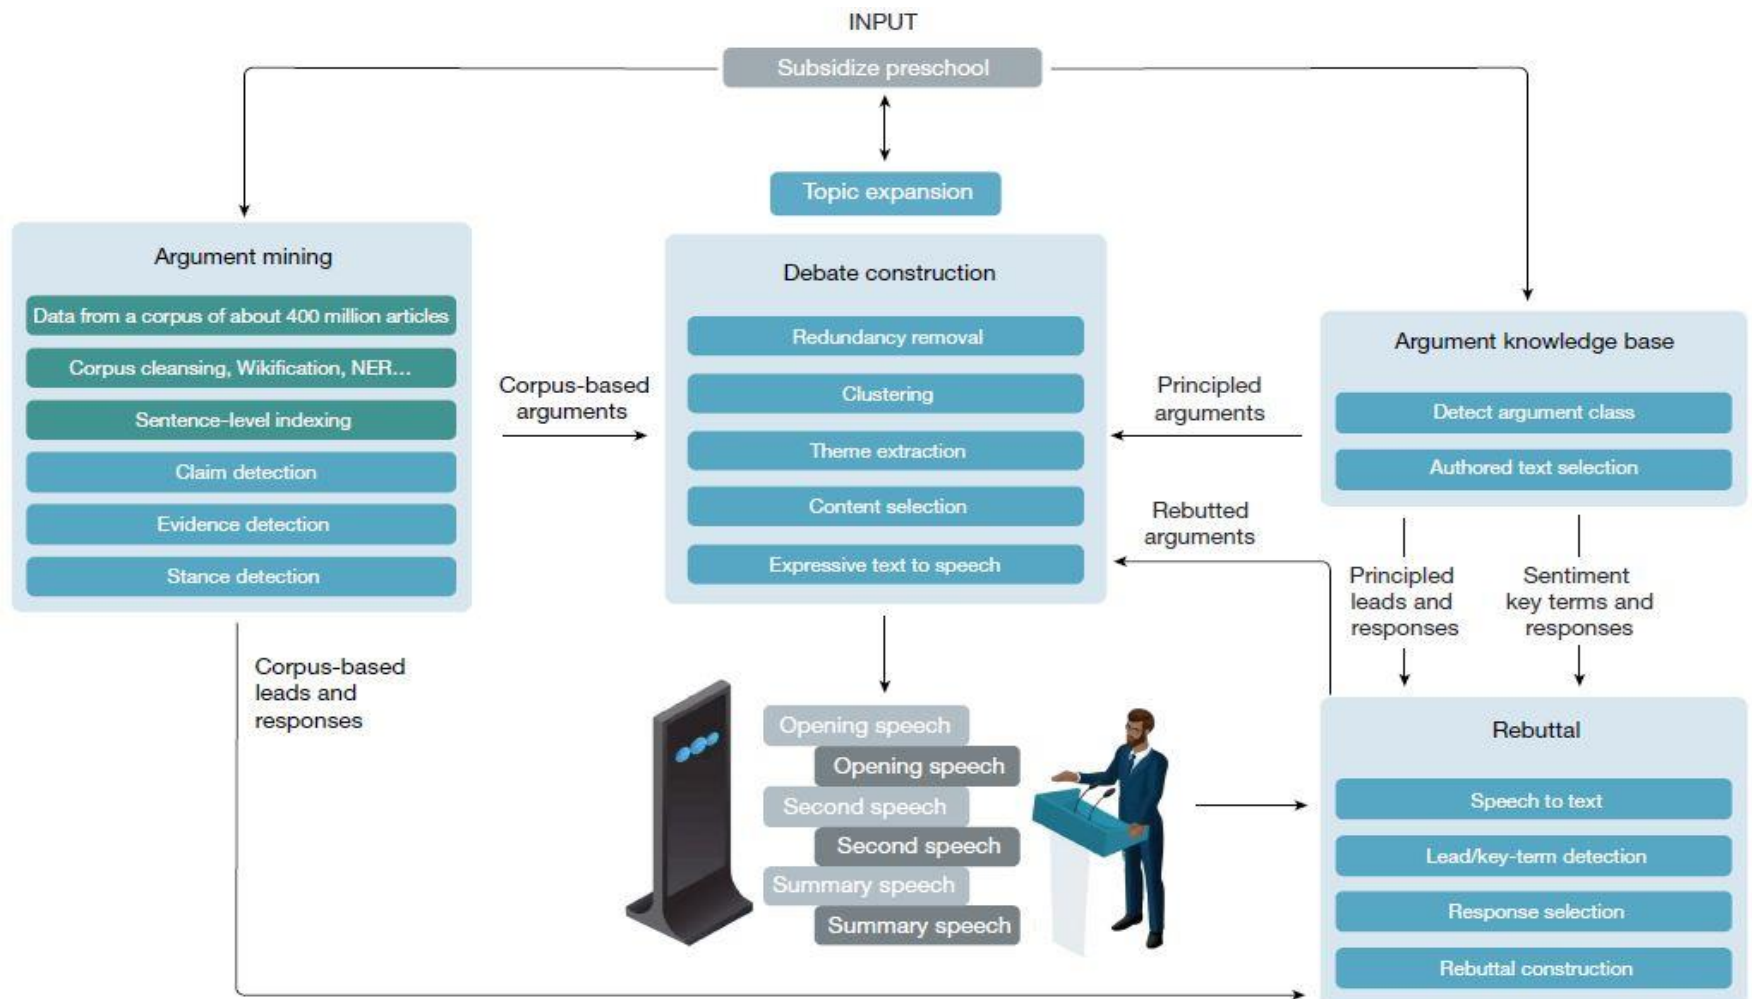 INPUT
Subsidize preschool
Topic expansion
Argument mining
Data from a corpus of about 400 million articles
Corpus cleansing, Wikification, NER...
Sentence-level indexing
Claim detection
Evidence detection
Stance detection
Corpus-based
arguments
Debate construction
Redundancy removal
Clustering
Theme extraction
Content selection
Expressive text to speech
Principled
arguments
Rebutted
arguments
Argument knowledge base
Detect argument class
Authored text selection
Principled
leads and
responses
Sentiment
key terms and
responses
Corpus-based
leads and
responses
Opening speech
Opening speech
Second speech
Second speech
Summary speech
Summary speech
Rebuttal
Speech to text
Lead/key-term detection
Response selection
Rebuttal construction